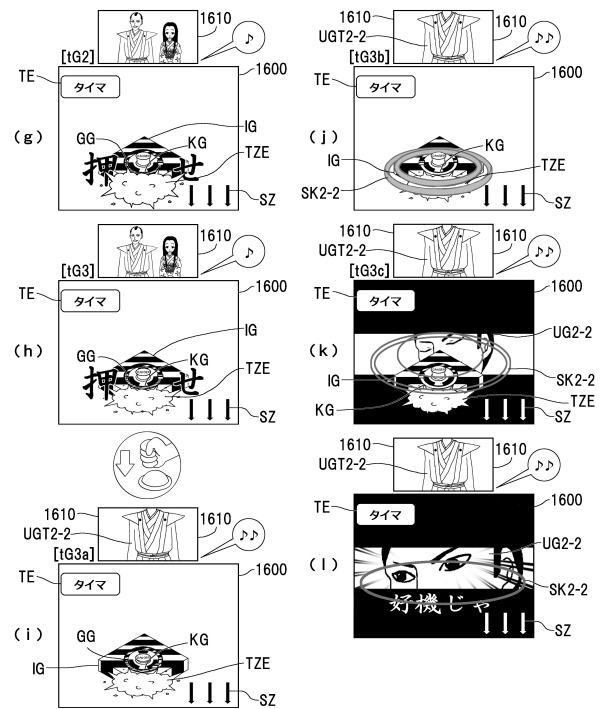 [tG2]
1610
♪
TE
タイマ
1600
(g)
GG
IG
KG
押せ
TZE
SZ
[tG3]
1610
♪
TE
タイマ
1600
(h)
IG
GG
KG
押せ
TZE
SZ
1610
UGT2-2
[tG3a]
1610
♪♪
TE
タイマ
1600
(i)
GG
KG
IG
TZE
SZ
1610
UGT2-2
[tG3b]
1610
♪♪
TE
タイマ
1600
(j)
KG
IG
TZE
SK2-2
SZ
1610
UGT2-2
[tG3c]
1610
♪♪
TE
タイマ
1600
UG2-2
(k)
IG
SK2-2
KG
TZE
SZ
1610
UGT2-2
1610
♪♪
TE
タイマ
1600
UG2-2
(l)
SK2-2
好機じゃ
SZ